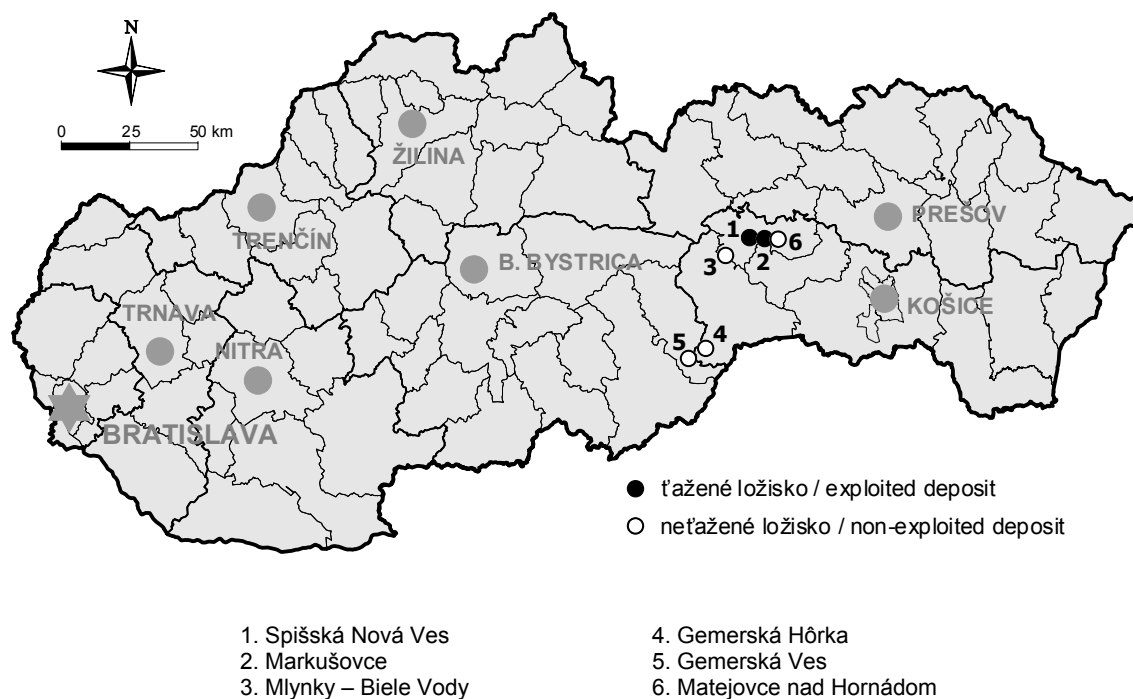 N
0 25 50 km
ŽILINA
TRENČÍN
PREŠOV
B. BYSTRICA
KOŠICE
TRNAVA
NITRA
BRATISLAVA
1
2
6
3
4
5
ťažené ložisko / exploited deposit
neťažené ložisko / non-exploited deposit
1. Spišská Nová Ves
2. Markušovce
3. Mlynky – Biele Vody
4. Gemerská Hôrka
5. Gemerská Ves
6. Matejovce nad Hornádom